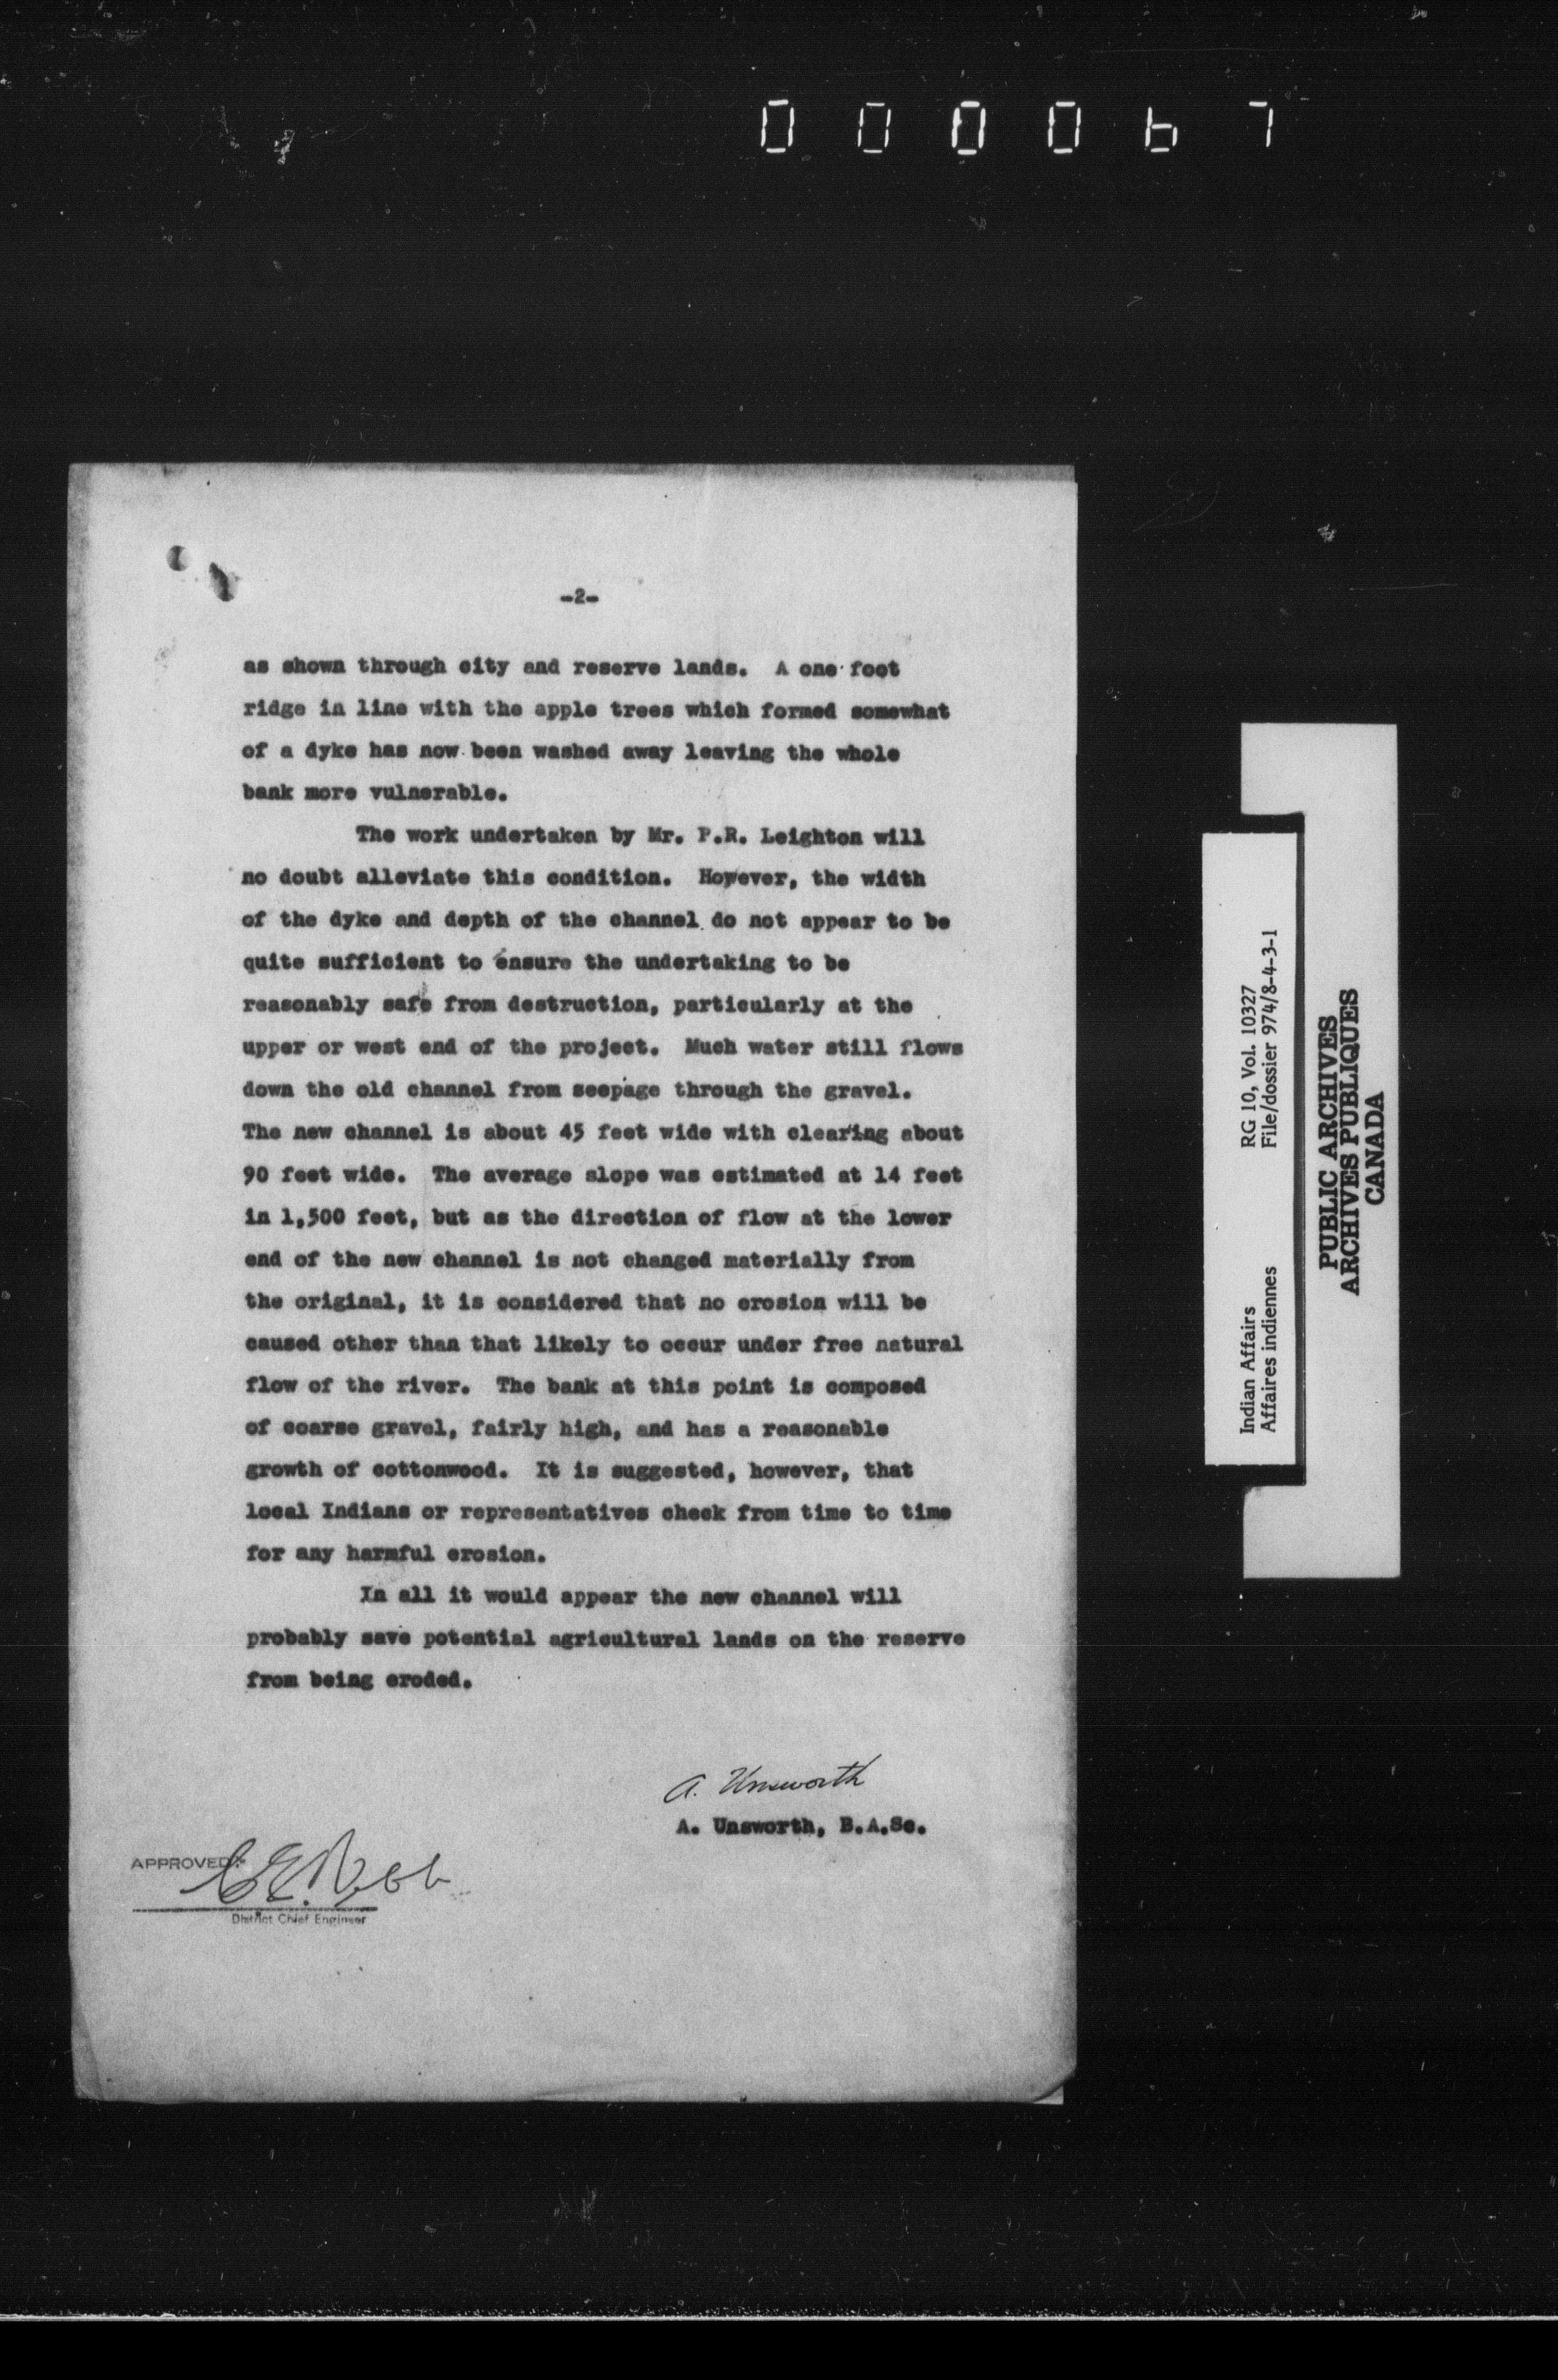 000067
-2-
as shown through city and reserve lands. A one foot
ridge in line with the apple trees which formed somewhat
of a dyke has now been washed away leaving the whole
bank more vulnerable.
The work undertaken by Mr. P.R. Leighton will
no doubt alleviate this condition. However, the width
of the dyke and depth of the channel do not appear to be
quite sufficient to ensure the undertaking to be
reasonably safe from destruction, particularly at the
upper or west end of the project. Much water still flows
down the old channel from seepage through the gravel.
The new channel is about 45 feet wide with clearing about
90 feet wide. The average slope was estimated at 14 feet
in 1,500 feet, but as the direction of flow at the lower
end of the new channel is not changed materially from
the original, it is considered that no erosion will be
caused other than that likely to occur under free natural
flow of the river. The bank at this point is composed
of coarse gravel, fairly high, and has a reasonable
growth of cottonwood. It is suggested, however, that
local Indians or representatives check from time to time
for any harmful erosion.
In all it would appear the new channel will
probably save potential agricultural lands on the reserve
from being eroded.
A. Unsworth
A. Unsworth, B.A.Sc.
APPROVED:
C.E. Webb
District Chief Engineer
Indian Affairs RG 10, Vol. 10327
Affaires indiennes File/dossier 974/8-4-3-1
PUBLIC ARCHIVES
ARCHIVES PUBLIQUES
CANADA